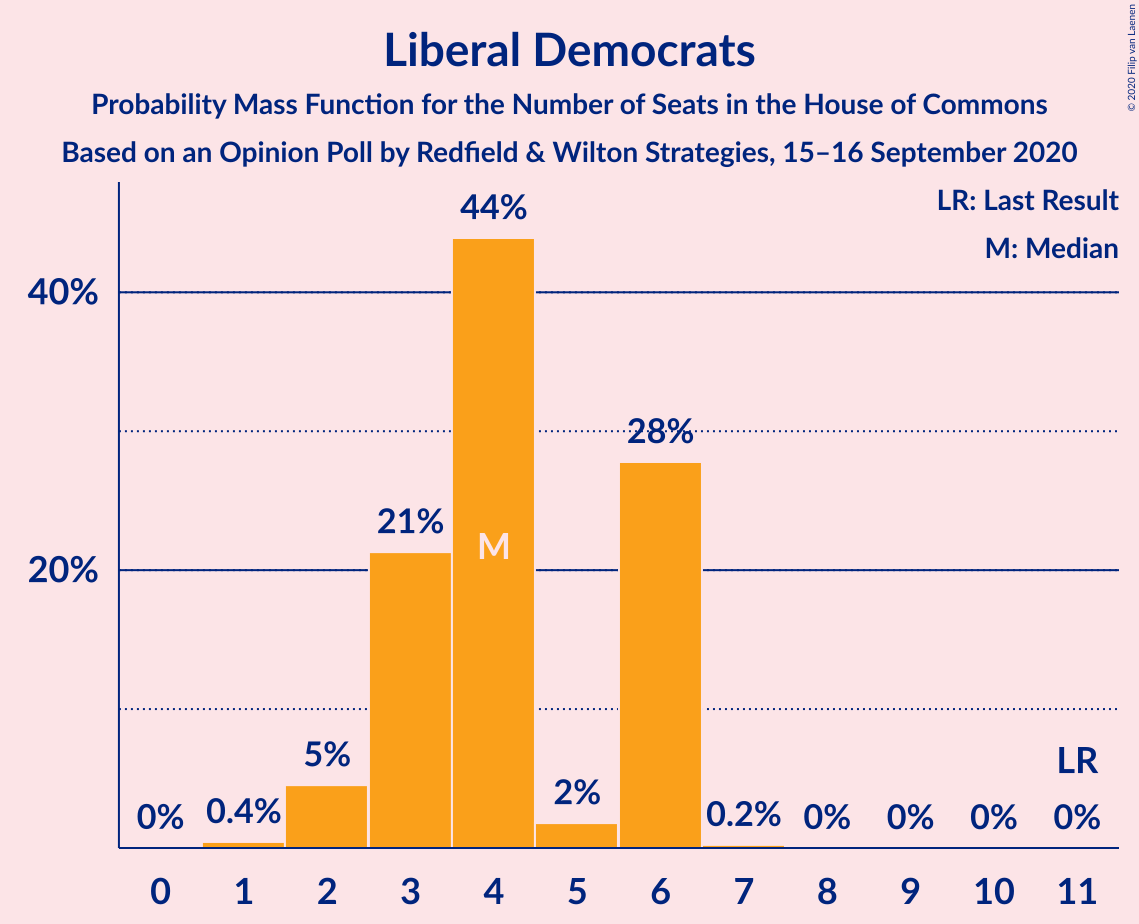 Liberal Democrats
Probability Mass Function for the Number of Seats in the House of Commons
Based on an Opinion Poll by Redfield & Wilton Strategies, 15–16 September 2020
© 2020 Filip van Laenen
LR: Last Result
M: Median
44%
40%
28%
21%
M
20%
5%
2%
LR
0% 0.4% 0.2% 0% 0% 0% 0%
0 1 2 3 4 5 6 7 8 9 10 11